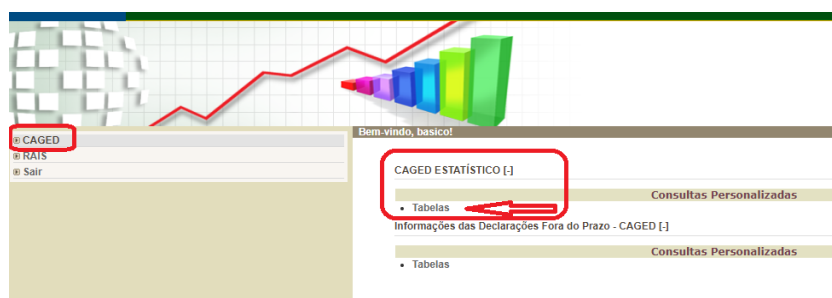 CAGED
RAIS
Sair
Bem-vindo, basico!
CAGED ESTATÍSTICO [-]
Consultas Personalizadas
Tabelas
Informações das Declarações Fora do Prazo - CAGED [-]
Consultas Personalizadas
Tabelas